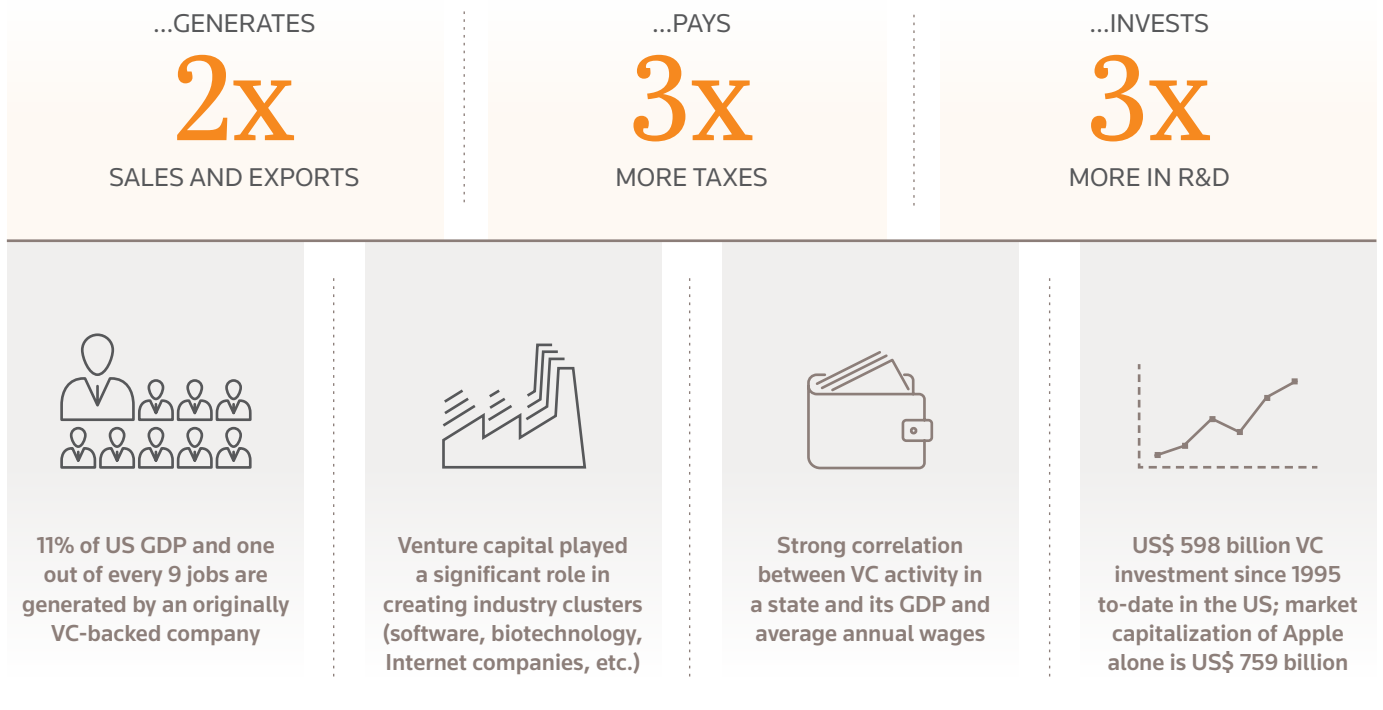 ...GENERATES
2x
SALES AND EXPORTS
...PAYS
3x
MORE TAXES
...INVESTS
3x
MORE IN R&D
11% of US GDP and one
out of every 9 jobs are
generated by an originally
VC-backed company
Venture capital played
a significant role in
creating industry clusters
(software, biotechnology,
Internet companies, etc.)
Strong correlation
between VC activity in
a state and its GDP and
average annual wages
US$ 598 billion VC
investment since 1995
to-date in the US; market
capitalization of Apple
alone is US$ 759 billion